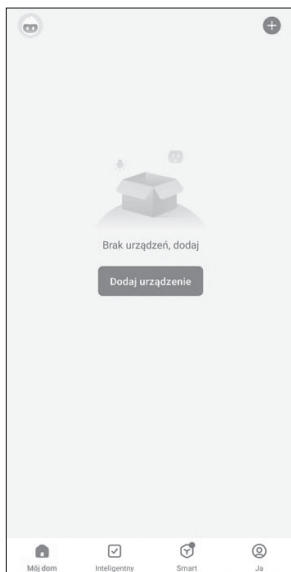 Brak urządzeń, dodaj
Dodaj urządzenie
Mój dom
Inteligentny
Smart
Ja